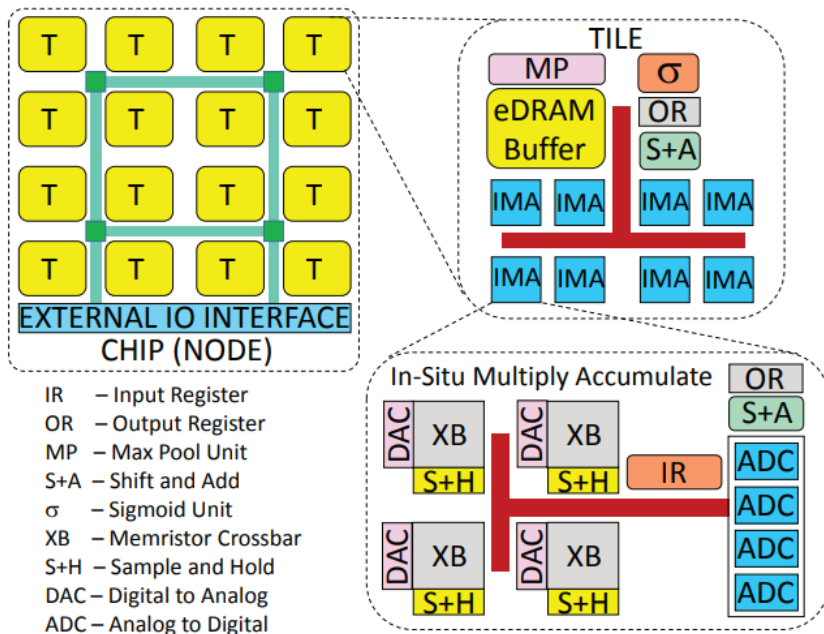 T T T T
T T T T
T T T T
T T T T
EXTERNAL IO INTERFACE
CHIP (NODE)
TILE
MP
σ
eDRAM
Buffer
OR
S+A
IMA IMA IMA IMA
IMA IMA IMA IMA
IR – Input Register
OR – Output Register
MP – Max Pool Unit
S+A – Shift and Add
σ – Sigmoid Unit
XB – Memristor Crossbar
S+H – Sample and Hold
DAC – Digital to Analog
ADC – Analog to Digital
In-Situ Multiply Accumulate
OR
S+A
DAC XB S+H
DAC XB S+H
IR
ADC
ADC
ADC
ADC
DAC XB S+H
DAC XB S+H